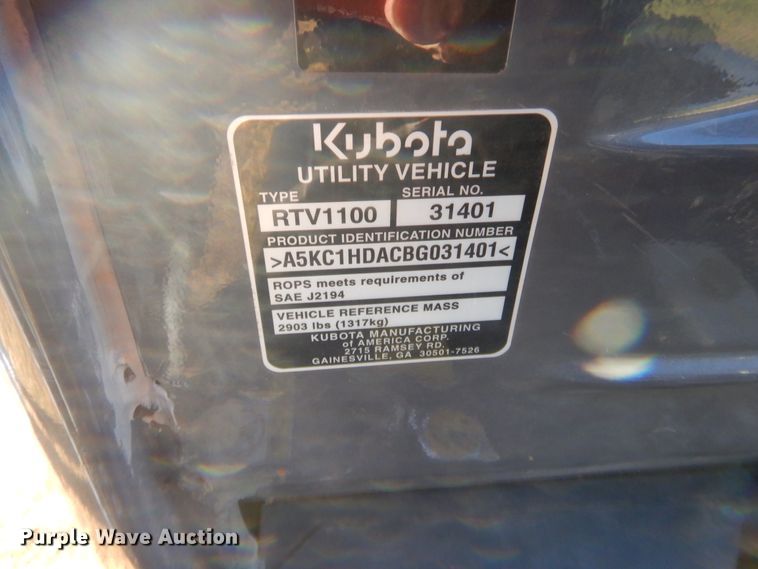 Kubota
UTILITY VEHICLE
TYPE SERIAL NO.
RTV1100 31401
PRODUCT IDENTIFICATION NUMBER
>A5KC1HDACBG031401<
ROPS meets requirements of
SAE J2194
VEHICLE REFERENCE MASS
2903 lbs (1317kg)
KUBOTA MANUFACTURING
of AMERICA CORP.
2715 RAMSEY RD.
GAINESVILLE, GA 30501-7526
Purple Wave Auction